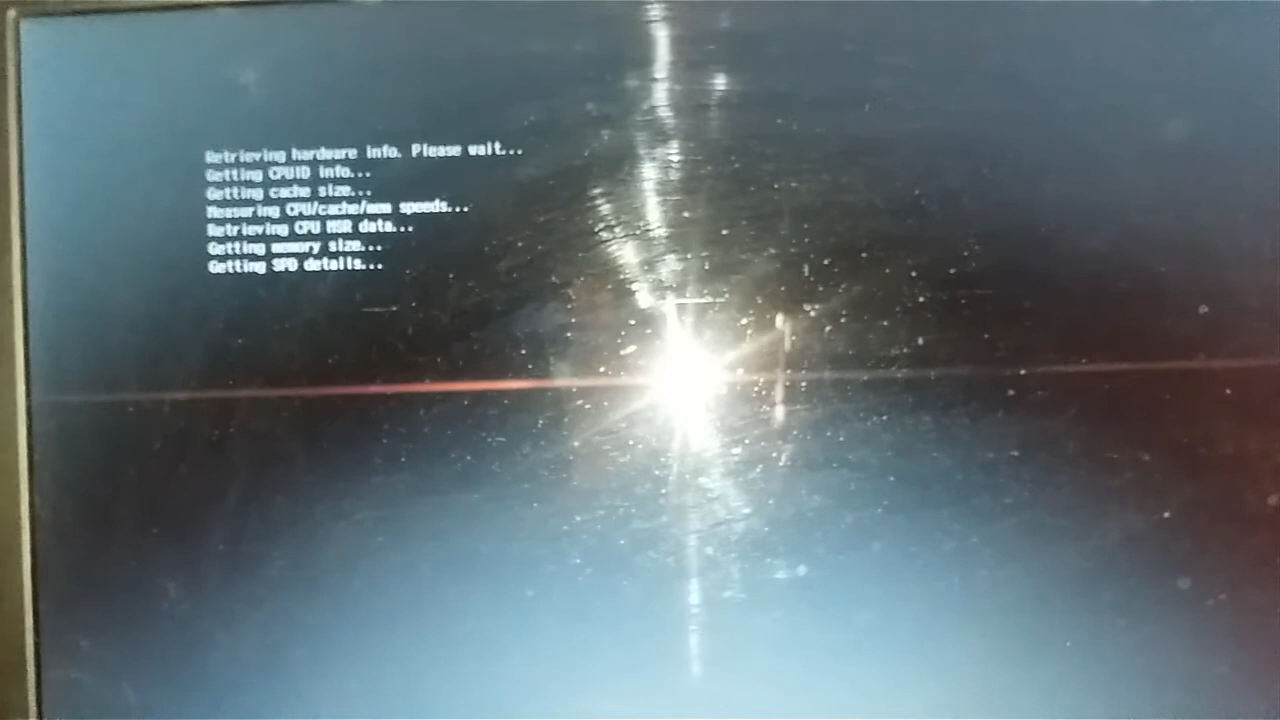 Retrieving hardware info. Please wait...
Getting CPUID info...
Getting cache size...
Measuring CPU/cache/mem speeds...
Retrieving CPU MSR data...
Getting memory size...
Getting SPD details...